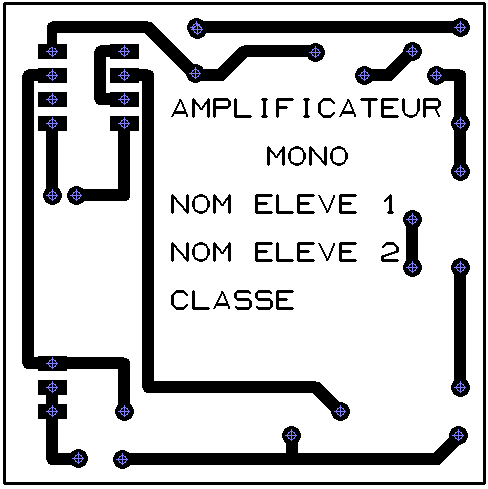 AMPLIFICATEUR
MONO
NOM ELEVE 1
NOM ELEVE 2
CLASSE